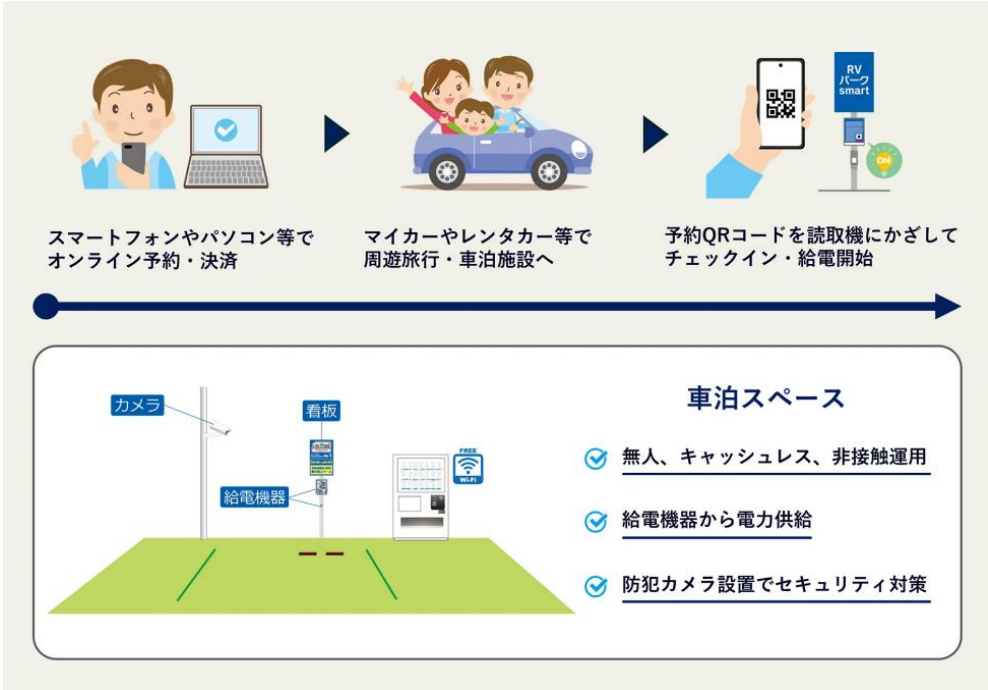 RV
パーク
smart
ON
スマートフォンやパソコン等で
オンライン予約・決済
マイカーやレンタカー等で
周遊旅行・車泊施設へ
予約QRコードを読取機にかざして
チェックイン・給電開始
カメラ
看板
給電機器
FREE
Wi-Fi
車泊スペース
無人、キャッシュレス、非接触運用
給電機器から電力供給
防犯カメラ設置でセキュリティ対策